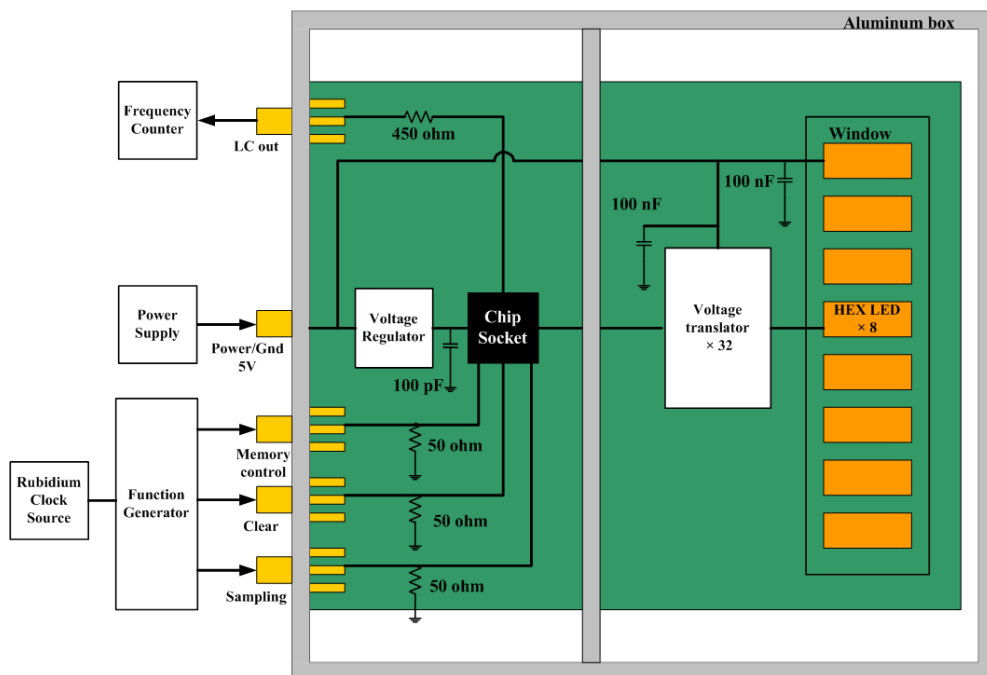 Aluminum box
Frequency
Counter
LC out
450 ohm
Window
100 nF
100 nF
Power
Supply
Power/Gnd
5V
Voltage
Regulator
100 pF
Chip
Socket
Voltage
translator
× 32
HEX LED
× 8
Rubidium
Clock
Source
Function
Generator
Memory
control
50 ohm
Clear
50 ohm
Sampling
50 ohm